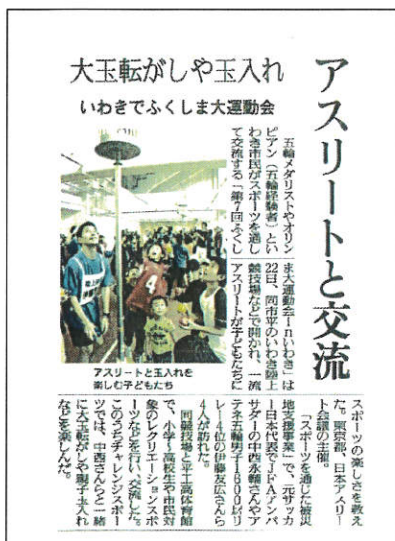 アスリートと交流
大玉転がしや玉入れ
いわきでふくしま大運動会
五輪メダリストやオリン
ピアン（五輪経験者）とい
わき市民がスポーツを通し
て交流する「第7回ふくし
ま大運動会inいわき」は
22日、同市平のいわき陸上
競技場などで開かれ、一流
アスリートが子どもたちに
スポーツの楽しさを教え
た。東京都、日本アスリー
ト会議の主催。
「スポーツを通じた被災
地支援事業」で、元サッカ
ー日本代表でJFAアンバ
サダーの中西永輔さんやア
テネ五輪男子1600㍍リ
レー4位の伊藤友広さんら
4人が訪れた。
同競技場と平工高体育館
で、小学～高校生や市民対
象のレクリエーションスポ
ーツなどを行い、交流した。
このうちチャレンジスポー
ツでは、中西さんらと一緒
に大玉転がしや親子玉入れ
などを楽しんだ。
アスリートと玉入れを
楽しむ子どもたち